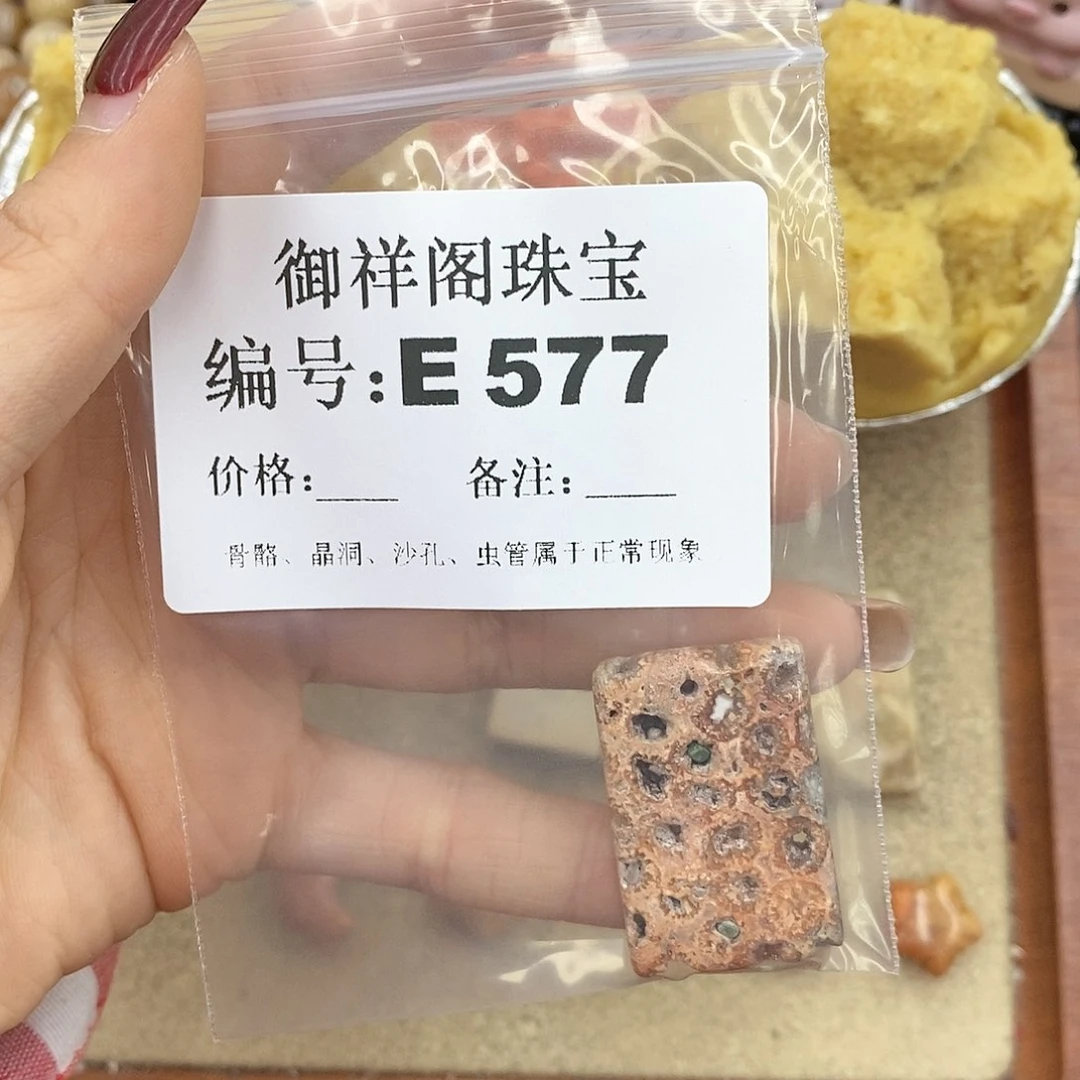 御祥阁珠宝
编号:E 577
价格:____ 备注:____
骨骼、晶洞、沙孔、虫管属于正常现象